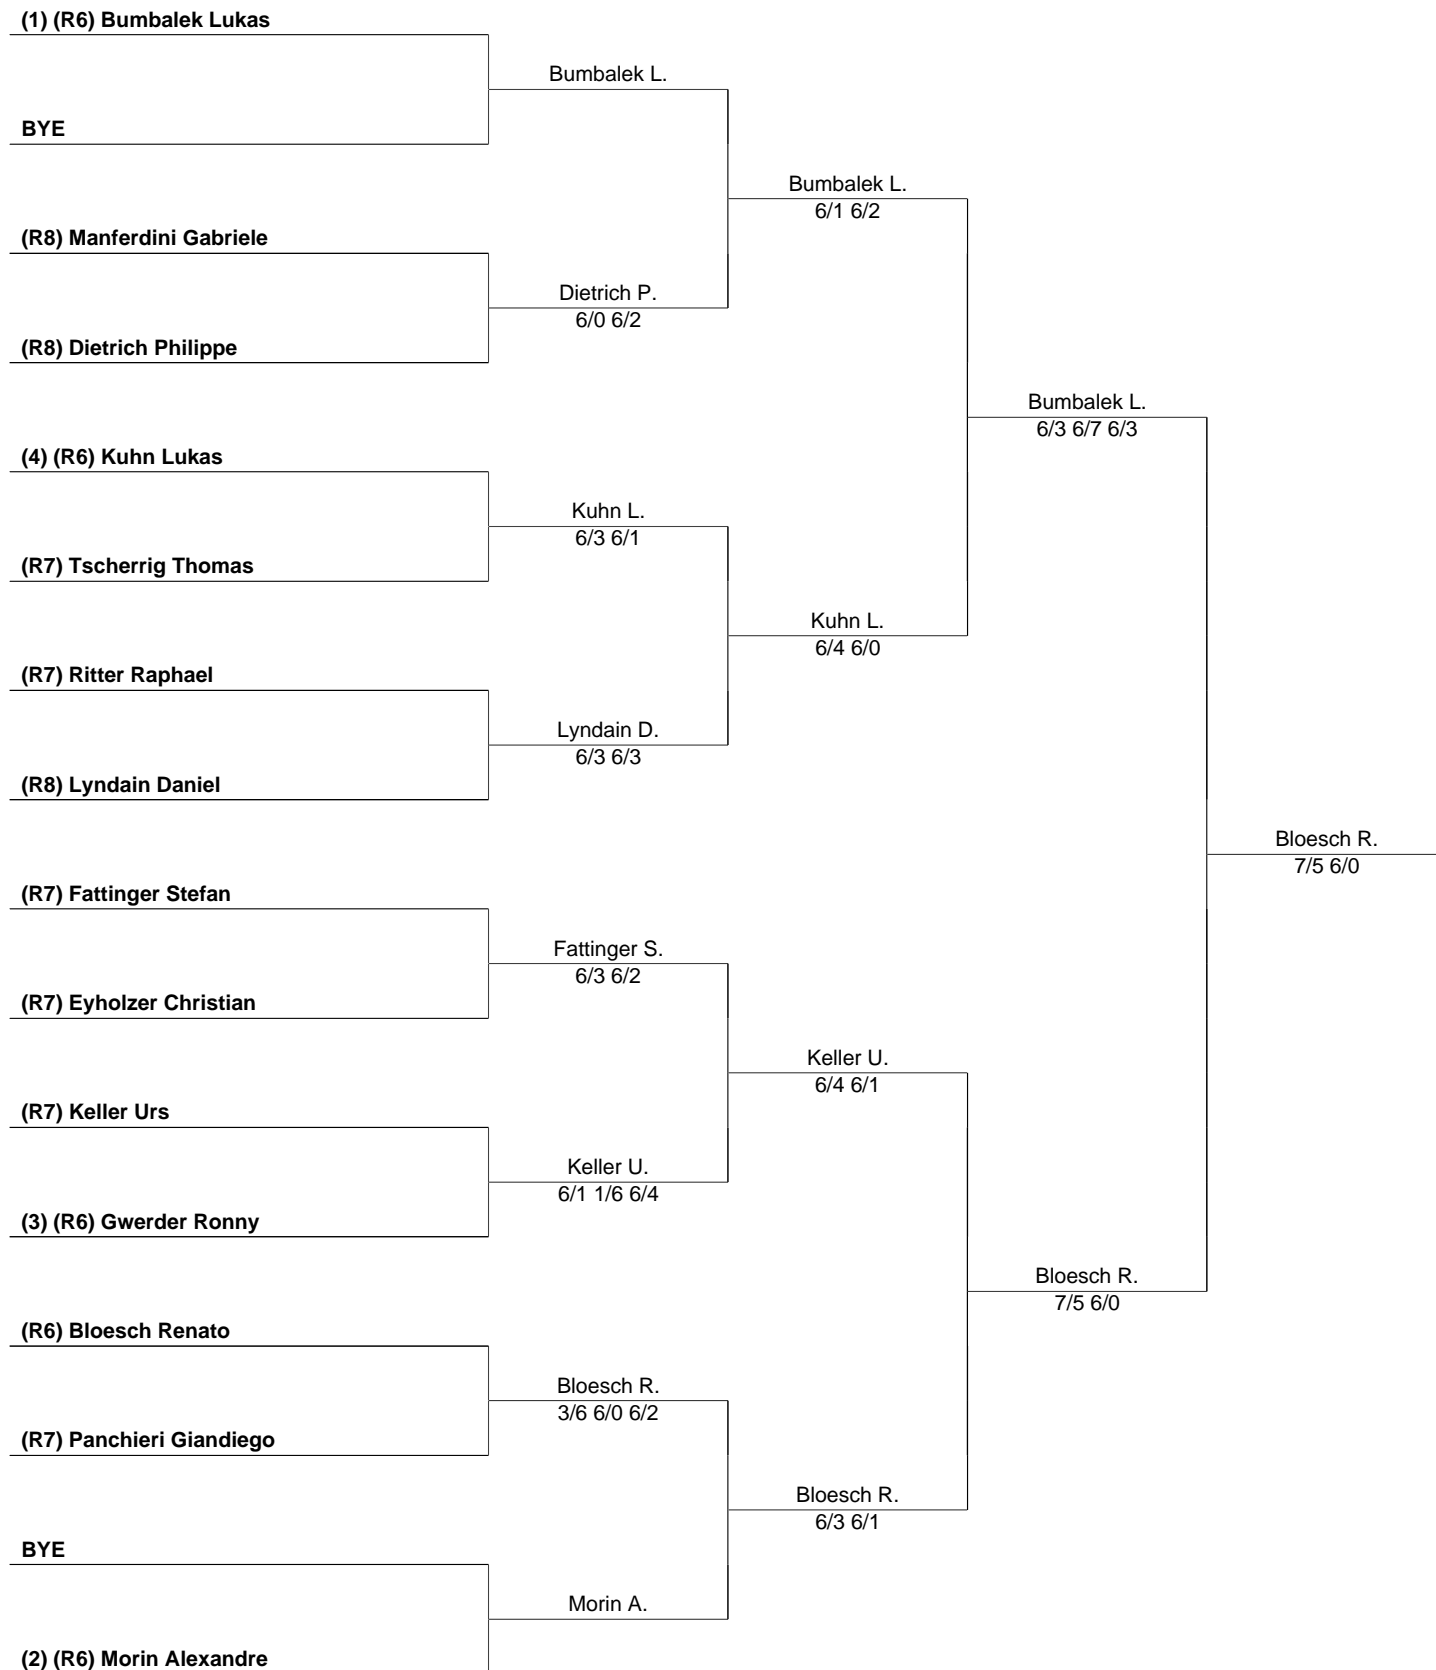 (1) (R6) Bumbalek Lukas
Bumbalek L.
BYE
Bumbalek L.
6/1 6/2
(R8) Manferdini Gabriele
Dietrich P.
6/0 6/2
(R8) Dietrich Philippe
Bumbalek L.
6/3 6/7 6/3
(4) (R6) Kuhn Lukas
Kuhn L.
6/3 6/1
(R7) Tscherrig Thomas
Kuhn L.
6/4 6/0
(R7) Ritter Raphael
Lyndain D.
6/3 6/3
(R8) Lyndain Daniel
Bloesch R.
7/5 6/0
(R7) Fattinger Stefan
Fattinger S.
6/3 6/2
(R7) Eyholzer Christian
Keller U.
6/4 6/1
(R7) Keller Urs
Keller U.
6/1 1/6 6/4
(3) (R6) Gwerder Ronny
Bloesch R.
7/5 6/0
(R6) Bloesch Renato
Bloesch R.
3/6 6/0 6/2
(R7) Panchieri Giandiego
Bloesch R.
6/3 6/1
BYE
Morin A.
(2) (R6) Morin Alexandre